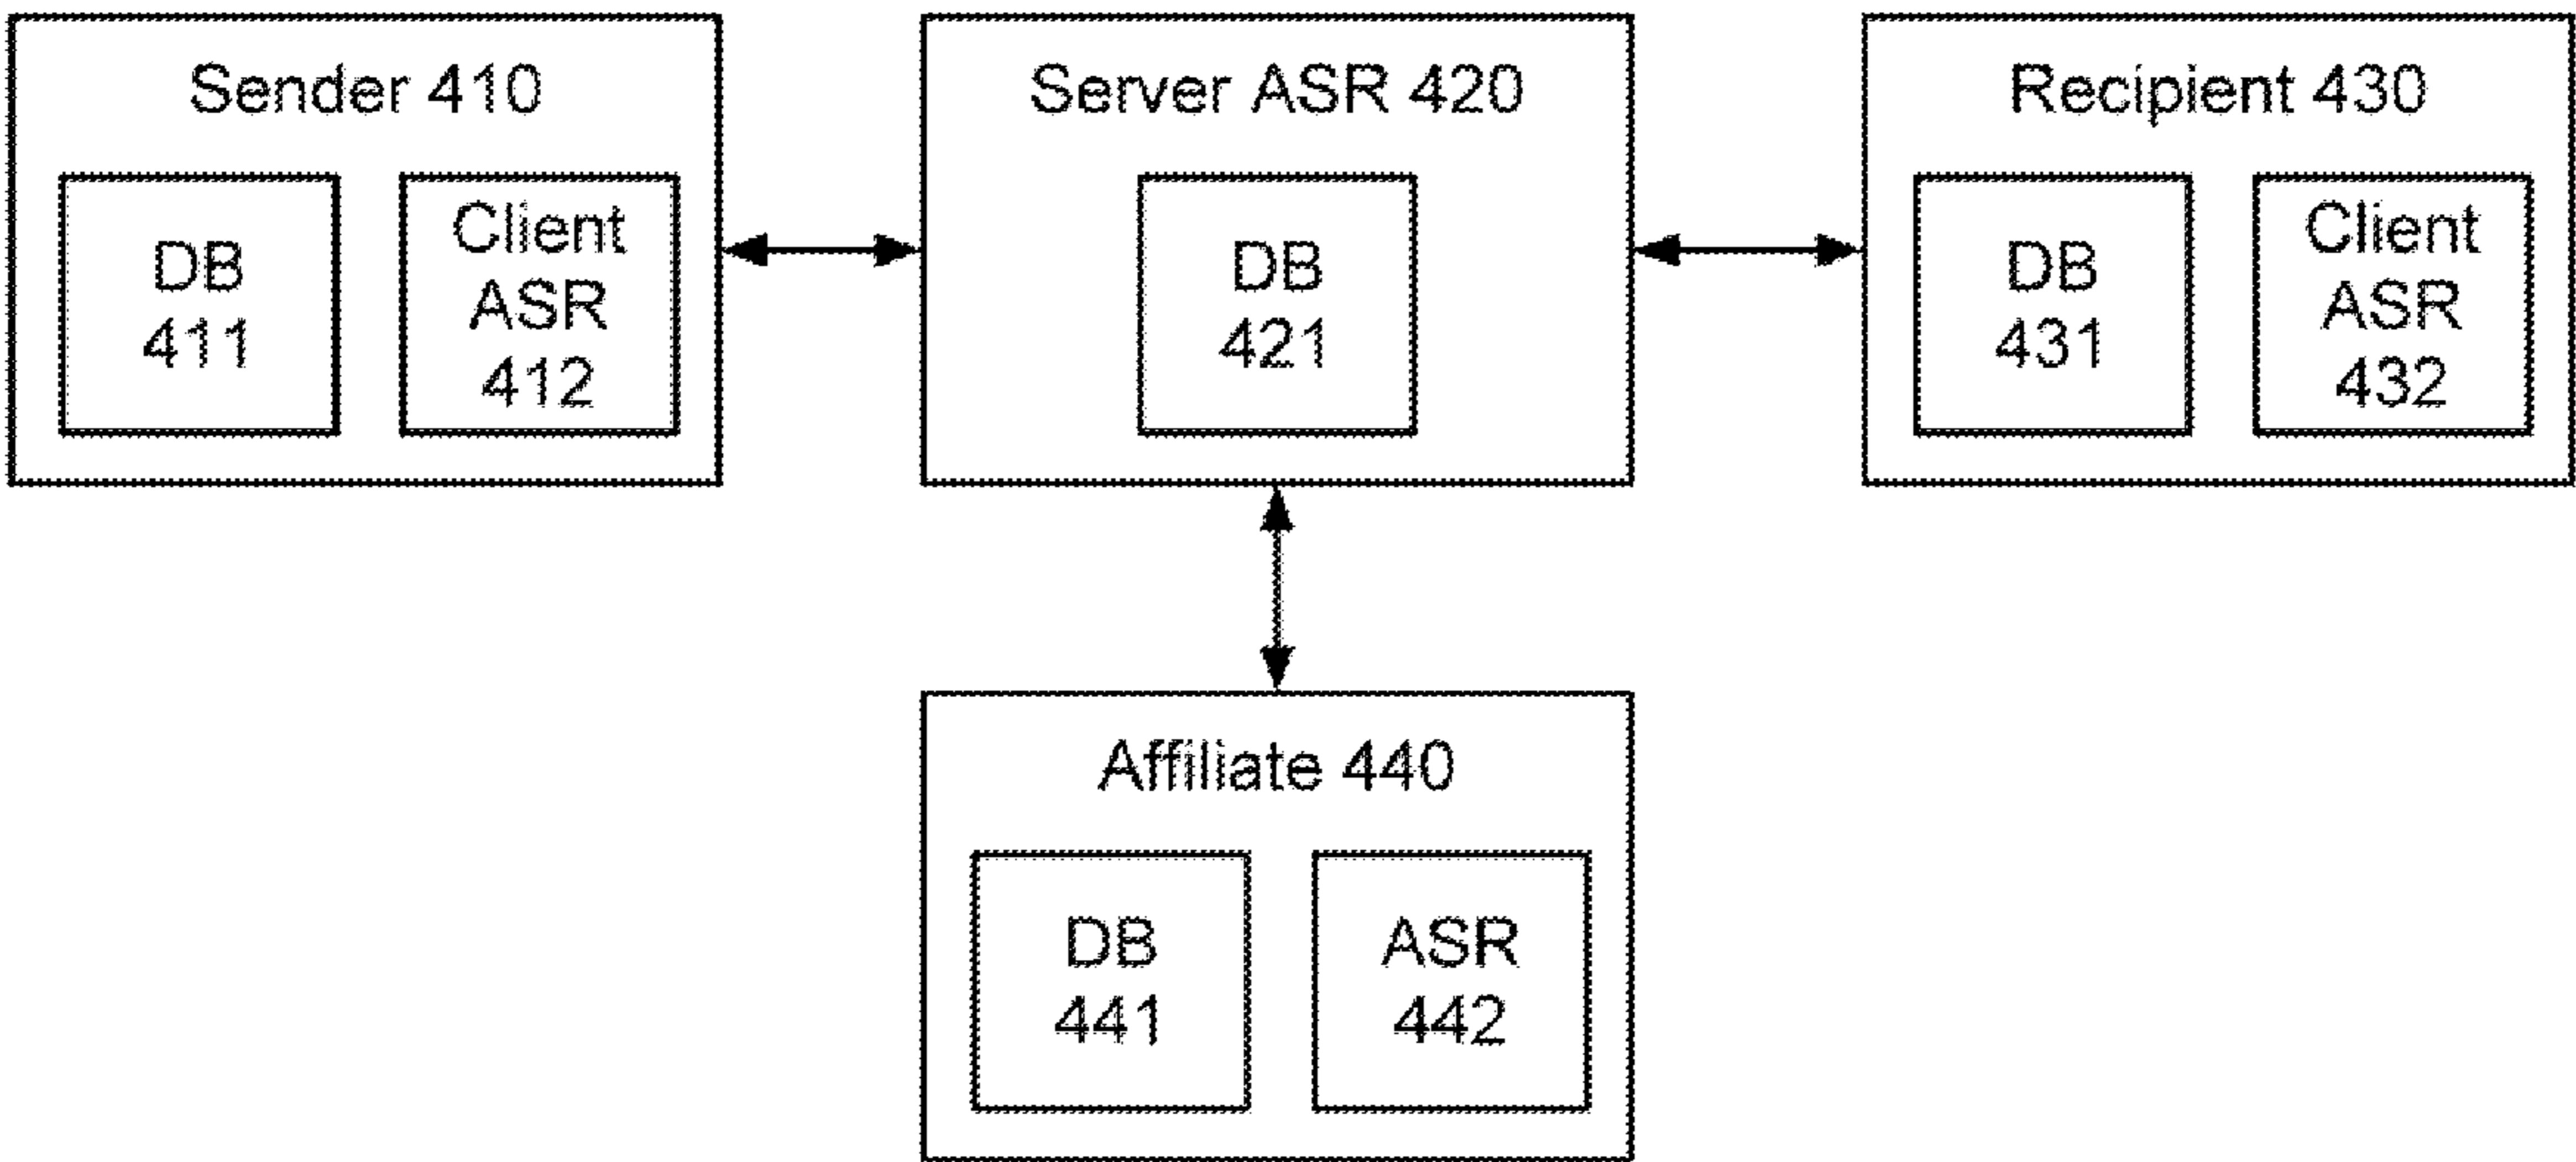 Sender 410
DB
411
Client
ASR
412
Server ASR 420
DB
421
Recipient 430
DB
431
Client
ASR
432
Affiliate 440
DB
441
ASR
442